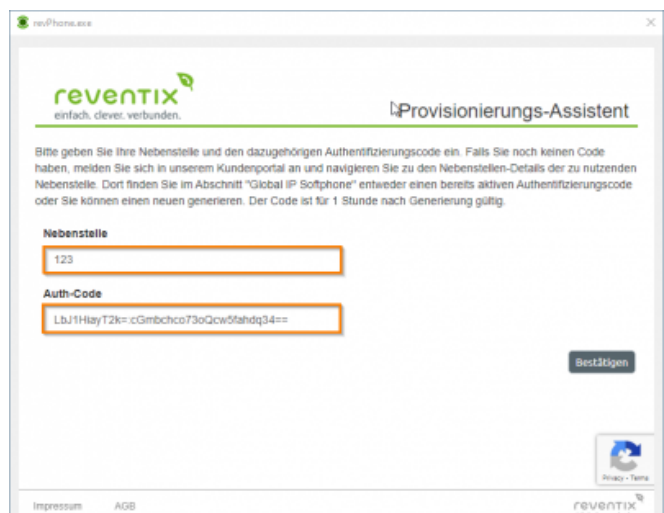 revPhone.exe
reventix
einfach. clever. verbunden.
Provisionierungs-Assistent
Bitte geben Sie Ihre Nebenstelle und den dazugehörigen Authentifizierungscode ein. Falls Sie noch keinen Code
haben, melden Sie sich in unserem Kundenportal an und navigieren Sie zu den Nebenstellen-Details der zu nutzenden
Nebenstelle. Dort finden Sie im Abschnitt "Global IP Softphone" entweder einen bereits aktiven Authentifizierungscode
oder Sie können einen neuen generieren. Der Code ist für 1 Stunde nach Generierung gültig.
Nebenstelle
123
Auth-Code
LbJ1HiayT2k=:cGmbchco73oQcw5fahdq34==
Bestätigen
Privacy - Terms
Impressum AGB
reventix